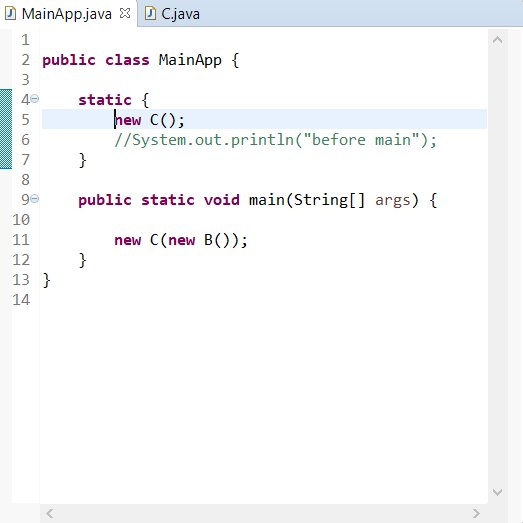 MainApp.java C.java
1
2 public class MainApp {
3
4 static {
5 new C();
6 //System.out.println("before main");
7 }
8
9 public static void main(String[] args) {
10
11 new C(new B());
12 }
13 }
14